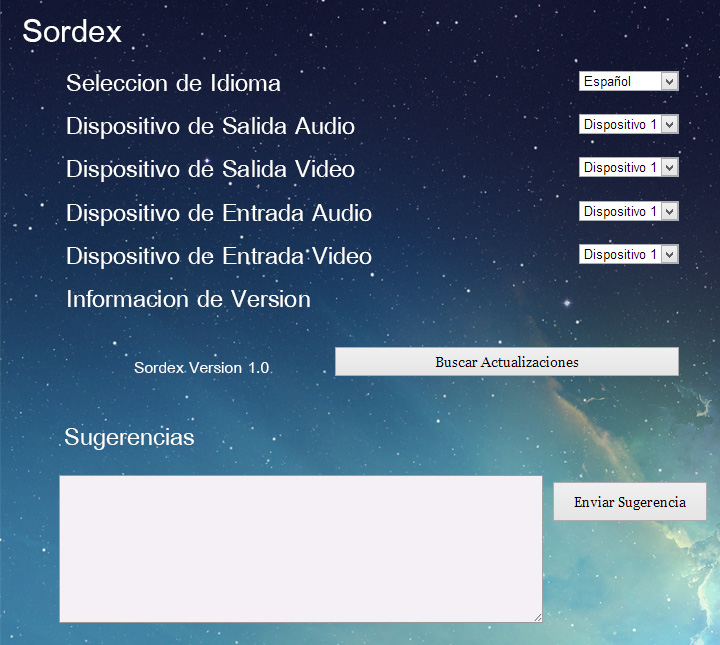 Sordex
Seleccion de Idioma Español
Dispositivo de Salida Audio Dispositivo 1
Dispositivo de Salida Video Dispositivo 1
Dispositivo de Entrada Audio Dispositivo 1
Dispositivo de Entrada Video Dispositivo 1
Informacion de Version
Sordex Version 1.0 Buscar Actualizaciones
Sugerencias
Enviar Sugerencia